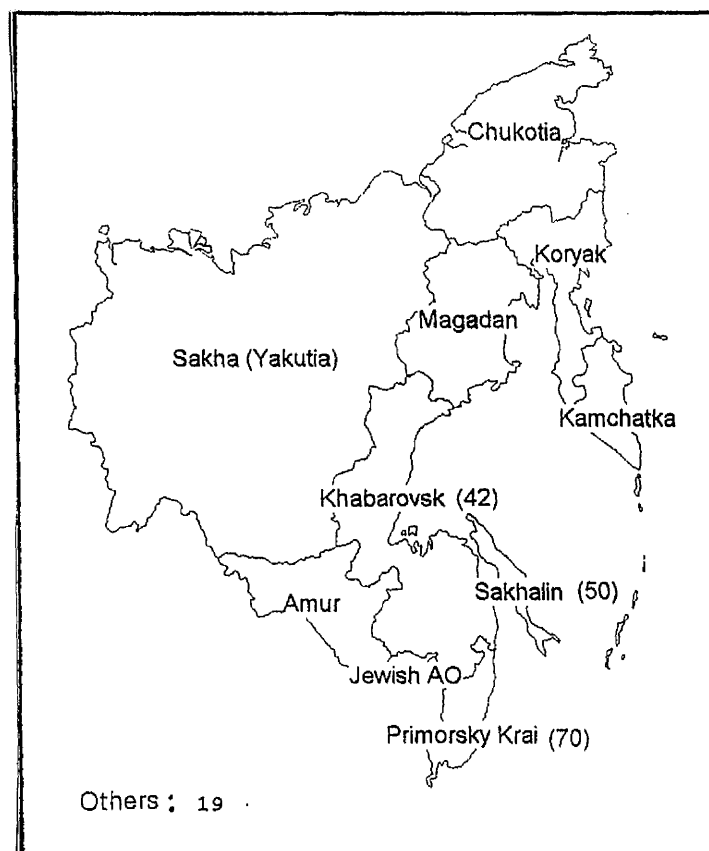 Chukotia
Koryak
Magadan
Sakha (Yakutia)
Kamchatka
Khabarovsk (42)
Sakhalin (50)
Amur
Jewish AO
Primorsky Krai (70)
Others : 19